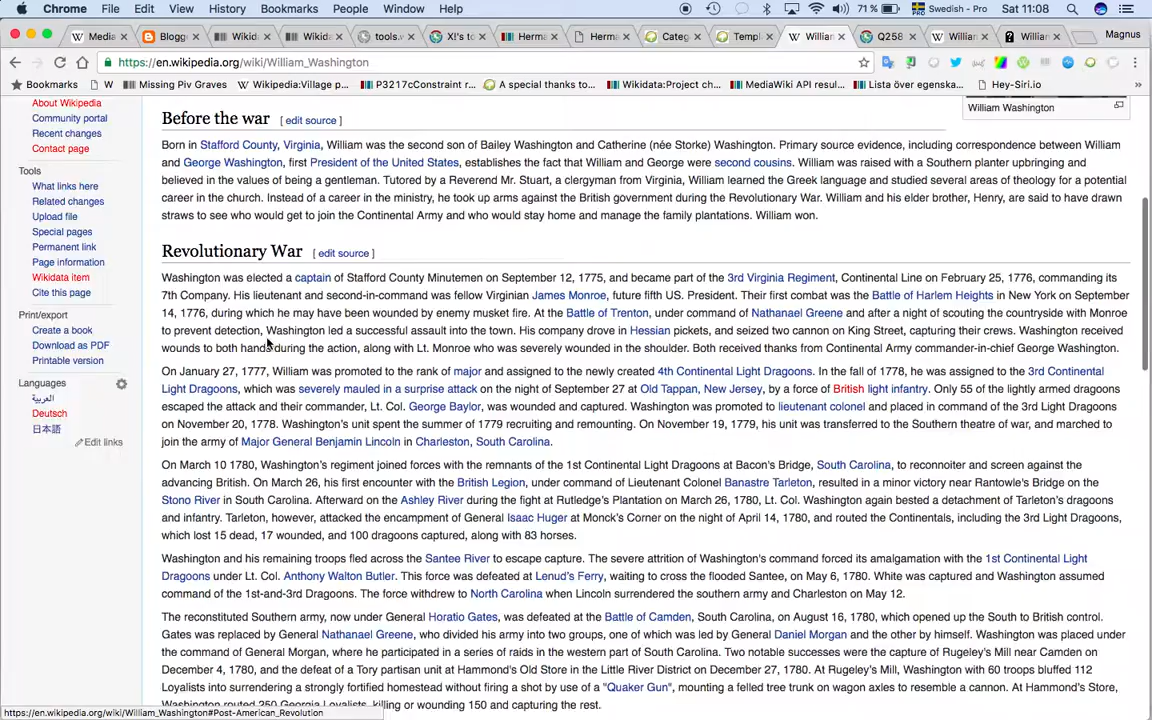 Chrome File Edit View History Bookmarks People Window Help 71 % Swedish - Pro Sat 11:08
Media Blogg Wikida Wikida tools.w X!'s to Herma Herma Categ Templ William Q258 William William Magnus
https://en.wikipedia.org/wiki/William_Washington
Bookmarks W Missing Piv Graves Wikipedia:Village p... P3217cConstraint r... A special thanks to... Wikidata:Project ch... MediaWiki API resul... Lista över egenska... Hey-Siri.io »
About Wikipedia
Community portal
Recent changes
Contact page
Tools
What links here
Related changes
Upload file
Special pages
Permanent link
Page information
Wikidata item
Cite this page
Print/export
Create a book
Download as PDF
Printable version
Languages
العربية
Deutsch
日本語
Edit links
William Washington
Before the war [ edit source ]
Born in Stafford County, Virginia, William was the second son of Bailey Washington and Catherine (née Storke) Washington. Primary source evidence, including correspondence between William
and George Washington, first President of the United States, establishes the fact that William and George were second cousins. William was raised with a Southern planter upbringing and
believed in the values of being a gentleman. Tutored by a Reverend Mr. Stuart, a clergyman from Virginia, William learned the Greek language and studied several areas of theology for a potential
career in the church. Instead of a career in the ministry, he took up arms against the British government during the Revolutionary War. William and his elder brother, Henry, are said to have drawn
straws to see who would get to join the Continental Army and who would stay home and manage the family plantations. William won.
Revolutionary War [ edit source ]
Washington was elected a captain of Stafford County Minutemen on September 12, 1775, and became part of the 3rd Virginia Regiment, Continental Line on February 25, 1776, commanding its
7th Company. His lieutenant and second-in-command was fellow Virginian James Monroe, future fifth US. President. Their first combat was the Battle of Harlem Heights in New York on September
14, 1776, during which he may have been wounded by enemy musket fire. At the Battle of Trenton, under command of Nathanael Greene and after a night of scouting the countryside with Monroe
to prevent detection, Washington led a successful assault into the town. His company drove in Hessian pickets, and seized two cannon on King Street, capturing their crews. Washington received
wounds to both hands during the action, along with Lt. Monroe who was severely wounded in the shoulder. Both received thanks from Continental Army commander-in-chief George Washington.
On January 27, 1777, William was promoted to the rank of major and assigned to the newly created 4th Continental Light Dragoons. In the fall of 1778, he was assigned to the 3rd Continental
Light Dragoons, which was severely mauled in a surprise attack on the night of September 27 at Old Tappan, New Jersey, by a force of British light infantry. Only 55 of the lightly armed dragoons
escaped the attack and their commander, Lt. Col. George Baylor, was wounded and captured. Washington was promoted to lieutenant colonel and placed in command of the 3rd Light Dragoons
on November 20, 1778. Washington's unit spent the summer of 1779 recruiting and remounting. On November 19, 1779, his unit was transferred to the Southern theatre of war, and marched to
join the army of Major General Benjamin Lincoln in Charleston, South Carolina.
On March 10 1780, Washington's regiment joined forces with the remnants of the 1st Continental Light Dragoons at Bacon's Bridge, South Carolina, to reconnoiter and screen against the
advancing British. On March 26, his first encounter with the British Legion, under command of Lieutenant Colonel Banastre Tarleton, resulted in a minor victory near Rantowle's Bridge on the
Stono River in South Carolina. Afterward on the Ashley River during the fight at Rutledge's Plantation on March 26, 1780, Lt. Col. Washington again bested a detachment of Tarleton's dragoons
and infantry. Tarleton, however, attacked the encampment of General Isaac Huger at Monck's Corner on the night of April 14, 1780, and routed the Continentals, including the 3rd Light Dragoons,
which lost 15 dead, 17 wounded, and 100 dragoons captured, along with 83 horses.
Washington and his remaining troops fled across the Santee River to escape capture. The severe attrition of Washington's command forced its amalgamation with the 1st Continental Light
Dragoons under Lt. Col. Anthony Walton Butler. This force was defeated at Lenud's Ferry, waiting to cross the flooded Santee, on May 6, 1780. White was captured and Washington assumed
command of the 1st-and-3rd Dragoons. The force withdrew to North Carolina when Lincoln surrendered the southern army and Charleston on May 12.
The reconstituted Southern army, now under General Horatio Gates, was defeated at the Battle of Camden, South Carolina, on August 16, 1780, which opened up the South to British control.
Gates was replaced by General Nathanael Greene, who divided his army into two groups, one of which was led by General Daniel Morgan and the other by himself. Washington was placed under
the command of General Morgan, where he participated in a series of raids in the western part of South Carolina. Two notable successes were the capture of Rugeley's Mill near Camden on
December 4, 1780, and the defeat of a Tory partisan unit at Hammond's Old Store in the Little River District on December 27, 1780. At Rugeley's Mill, Washington with 60 troops bluffed 112
Loyalists into surrendering a strongly fortified homestead without firing a shot by use of a "Quaker Gun", mounting a felled tree trunk on wagon axles to resemble a cannon. At Hammond's Store,
Washington routed 250 Georgia Loyalists, killing or wounding 150 and capturing the rest.
https://en.wikipedia.org/wiki/William_Washington#Post-American_Revolution